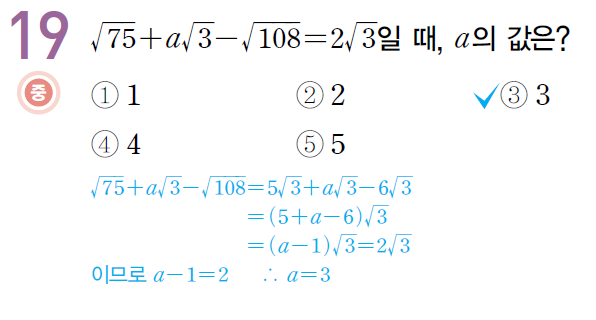 19 √75+a√3−√108=2√3일 때, a의 값은?
중 ① 1 ② 2 ✓③ 3
④ 4 ⑤ 5
√75+a√3−√108=5√3+a√3−6√3
=(5+a−6)√3
=(a−1)√3=2√3
이므로 a−1=2 ∴ a=3